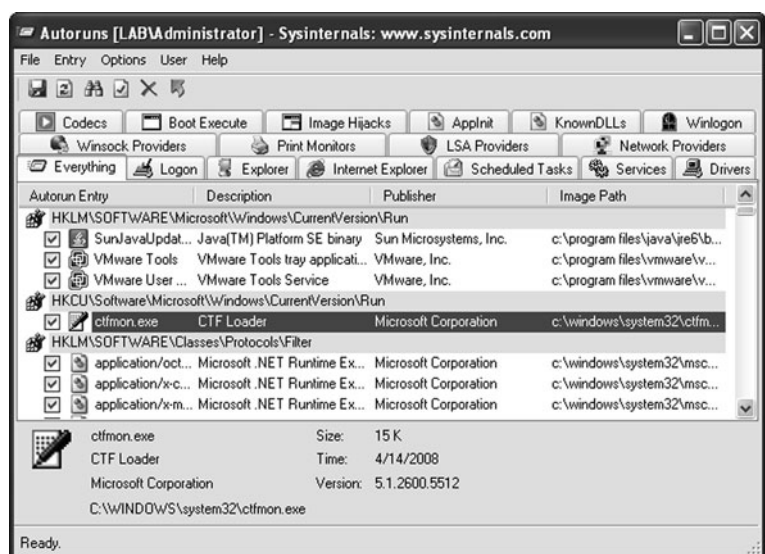 Autoruns [LAB\Administrator] - Sysinternals: www.sysinternals.com
File Entry Options User Help
Codecs Boot Execute Image Hijacks AppInit KnownDLLs Winlogon
Winsock Providers Print Monitors LSA Providers Network Providers
Everything Logon Explorer Internet Explorer Scheduled Tasks Services Drivers
Autorun Entry Description Publisher Image Path
HKLM\SOFTWARE\Microsoft\Windows\CurrentVersion\Run
SunJavaUpdat... Java(TM) Platform SE binary Sun Microsystems, Inc. c:\program files\java\jre6\b...
VMware Tools VMware Tools tray applicati... VMware, Inc. c:\program files\vmware\v...
VMware User ... VMware Tools Service VMware, Inc. c:\program files\vmware\v...
HKCU\Software\Microsoft\Windows\CurrentVersion\Run
ctfmon.exe CTF Loader Microsoft Corporation c:\windows\system32\ctfm...
HKLM\SOFTWARE\Classes\Protocols\Filter
application/oct... Microsoft .NET Runtime Ex... Microsoft Corporation c:\windows\system32\msc...
application/x-c... Microsoft .NET Runtime Ex... Microsoft Corporation c:\windows\system32\msc...
application/x-m... Microsoft .NET Runtime Ex... Microsoft Corporation c:\windows\system32\msc...
ctfmon.exe Size: 15 K
CTF Loader Time: 4/14/2008
Microsoft Corporation Version: 5.1.2600.5512
C:\WINDOWS\system32\ctfmon.exe
Ready.